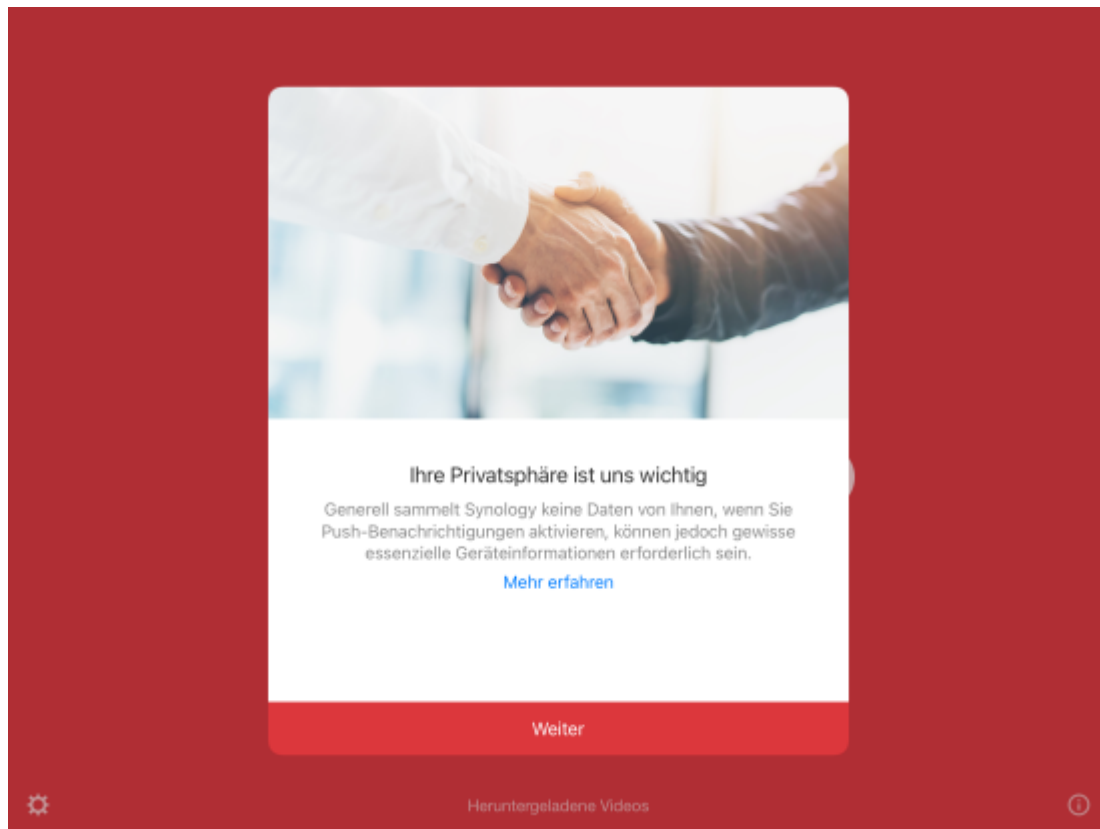 Ihre Privatsphäre ist uns wichtig
Generell sammelt Synology keine Daten von Ihnen, wenn Sie
Push-Benachrichtigungen aktivieren, können jedoch gewisse
essenzielle Geräteinformationen erforderlich sein.
Mehr erfahren
Weiter
Heruntergeladene Videos